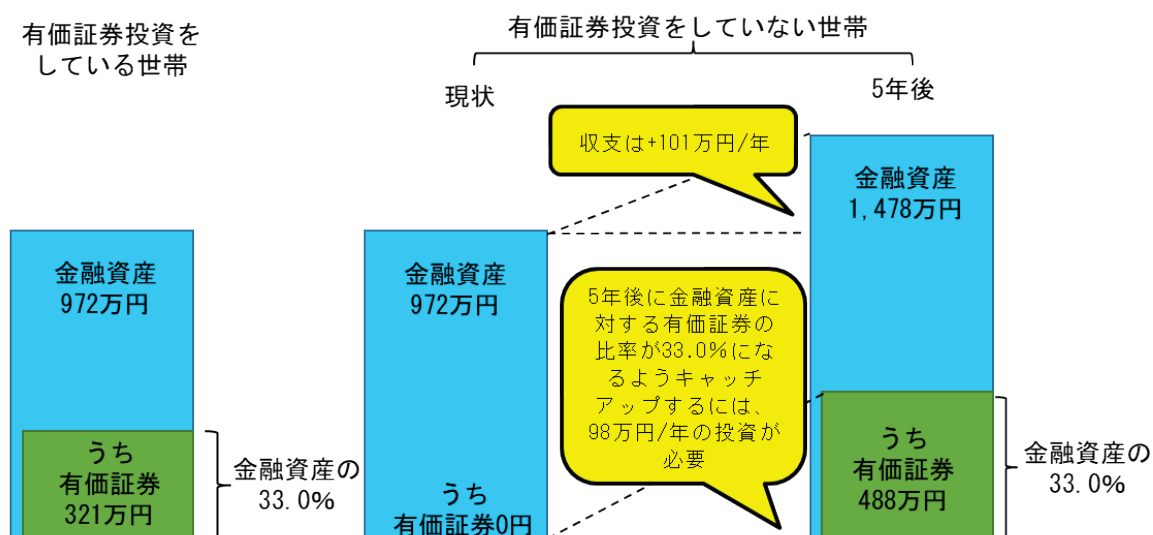 有価証券投資を
している世帯
有価証券投資をしていない世帯
現状
5年後
収支は+101万円/年
金融資産
1,478万円
金融資産
972万円
金融資産
972万円
5年後に金融資産に
対する有価証券の
比率が33.0%にな
るようキャッチ
アップするには、
98万円/年の投資が
必要
うち
有価証券
321万円
金融資産の
33.0%
うち
有価証券0円
うち
有価証券
488万円
金融資産の
33.0%